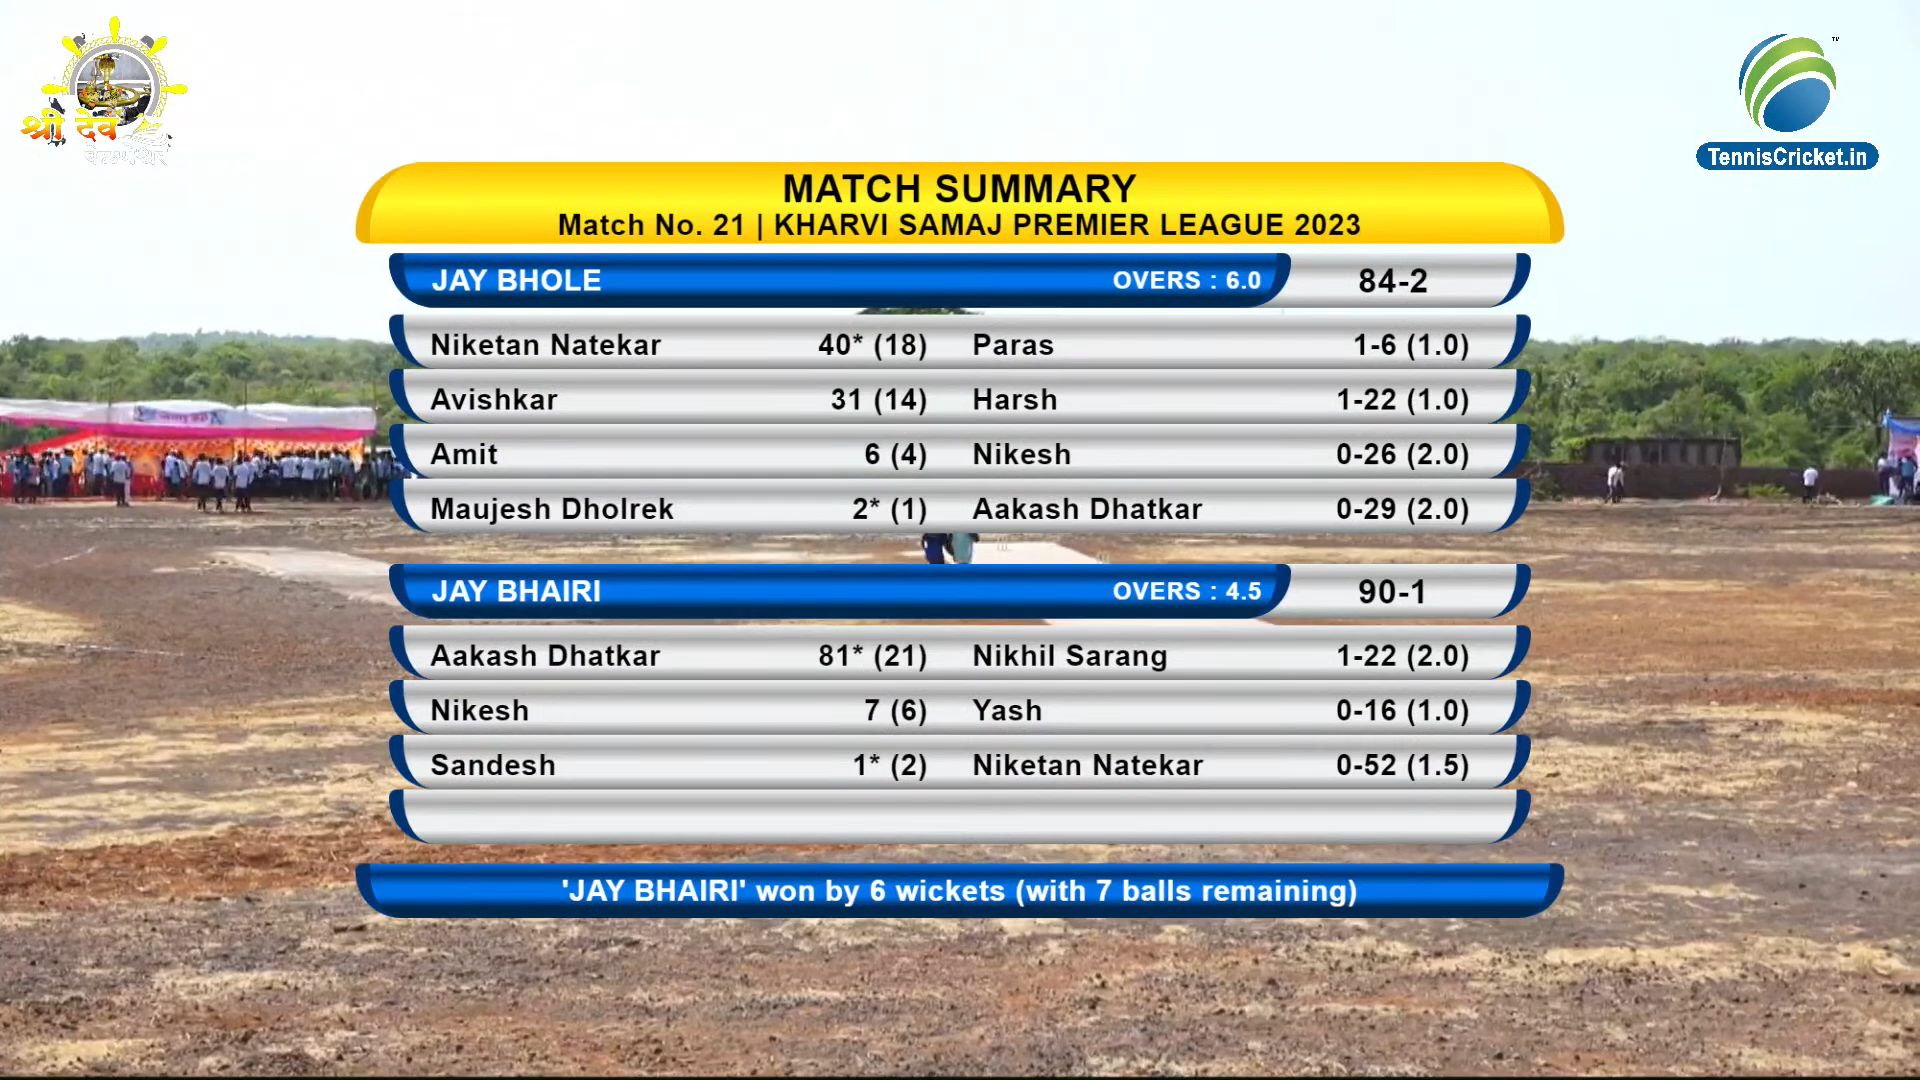 श्री देव
TM
TennisCricket.in
MATCH SUMMARY
Match No. 21 | KHARVI SAMAJ PREMIER LEAGUE 2023
JAY BHOLE OVERS : 6.0 84-2
Niketan Natekar 40* (18) Paras 1-6 (1.0)
Avishkar 31 (14) Harsh 1-22 (1.0)
Amit 6 (4) Nikesh 0-26 (2.0)
Maujesh Dholrek 2* (1) Aakash Dhatkar 0-29 (2.0)
JAY BHAIRI OVERS : 4.5 90-1
Aakash Dhatkar 81* (21) Nikhil Sarang 1-22 (2.0)
Nikesh 7 (6) Yash 0-16 (1.0)
Sandesh 1* (2) Niketan Natekar 0-52 (1.5)
'JAY BHAIRI' won by 6 wickets (with 7 balls remaining)